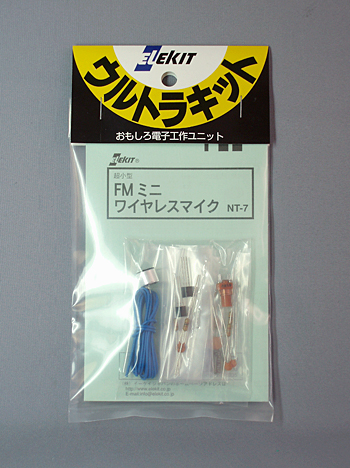 ELEKIT
ウルトラキット
おもしろ電子工作ユニット
ELEKIT®
超小型
FMミニ
ワイヤレスマイク NT-7